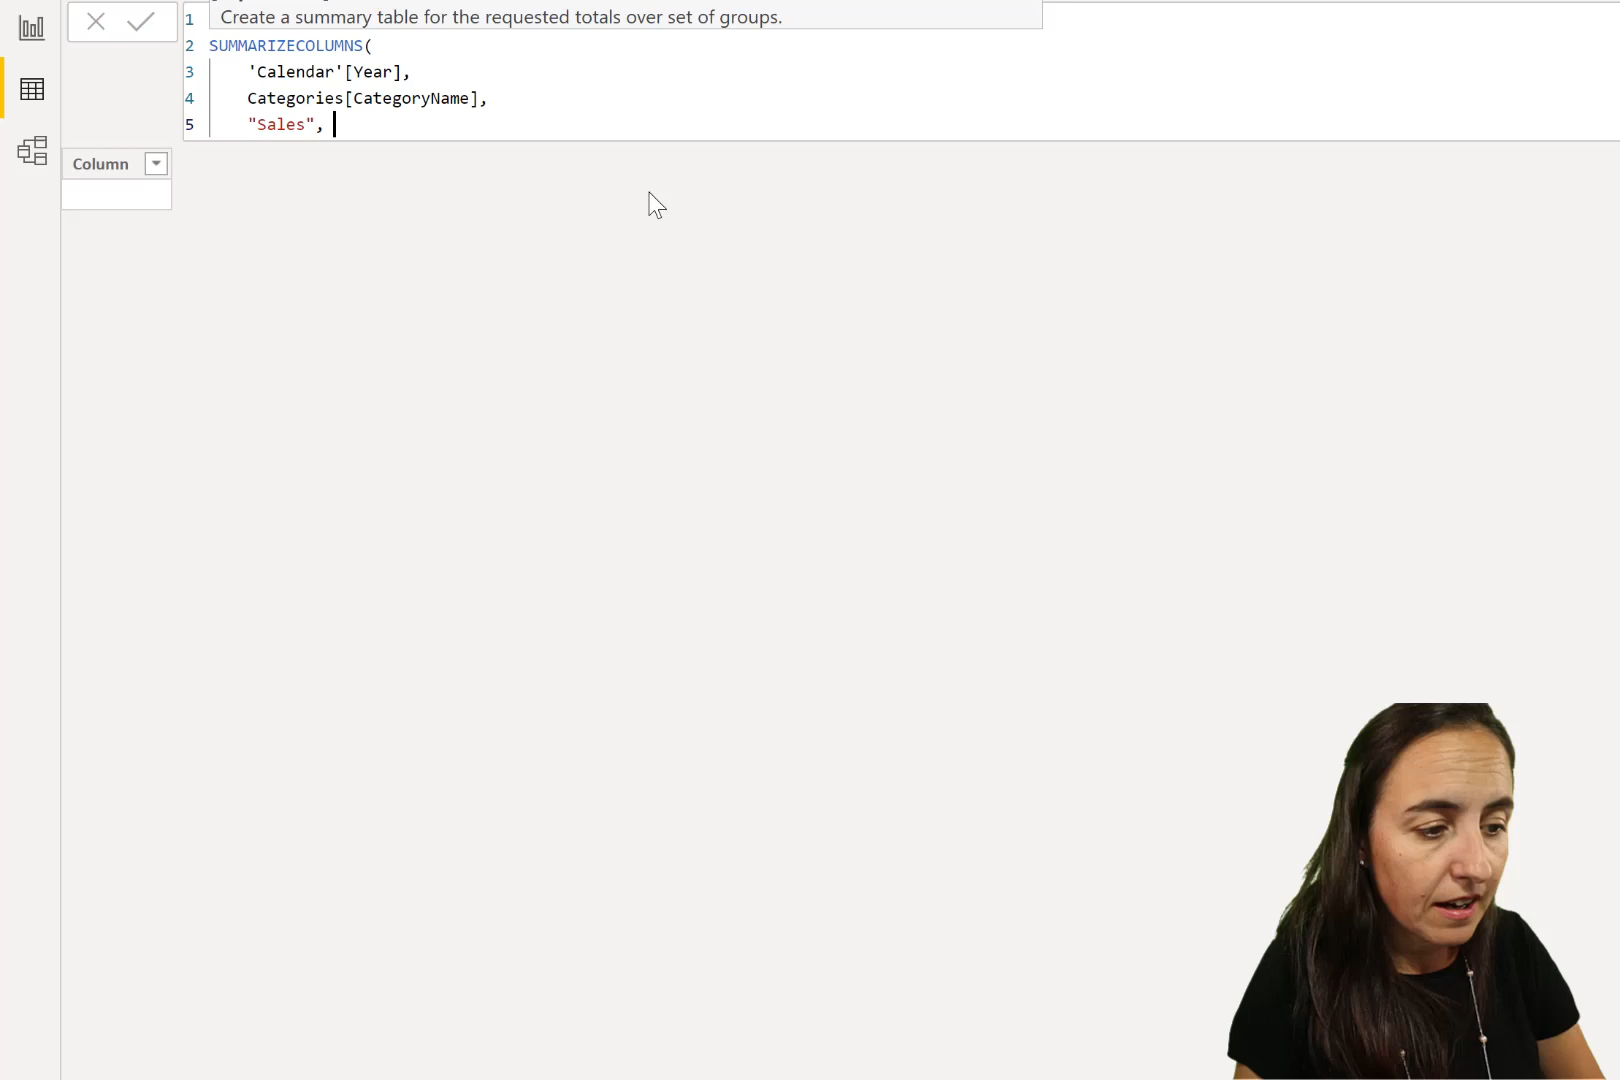 1
Create a summary table for the requested totals over set of groups.
2 SUMMARIZECOLUMNS(
3 'Calendar'[Year],
4 Categories[CategoryName],
5 "Sales",
Column